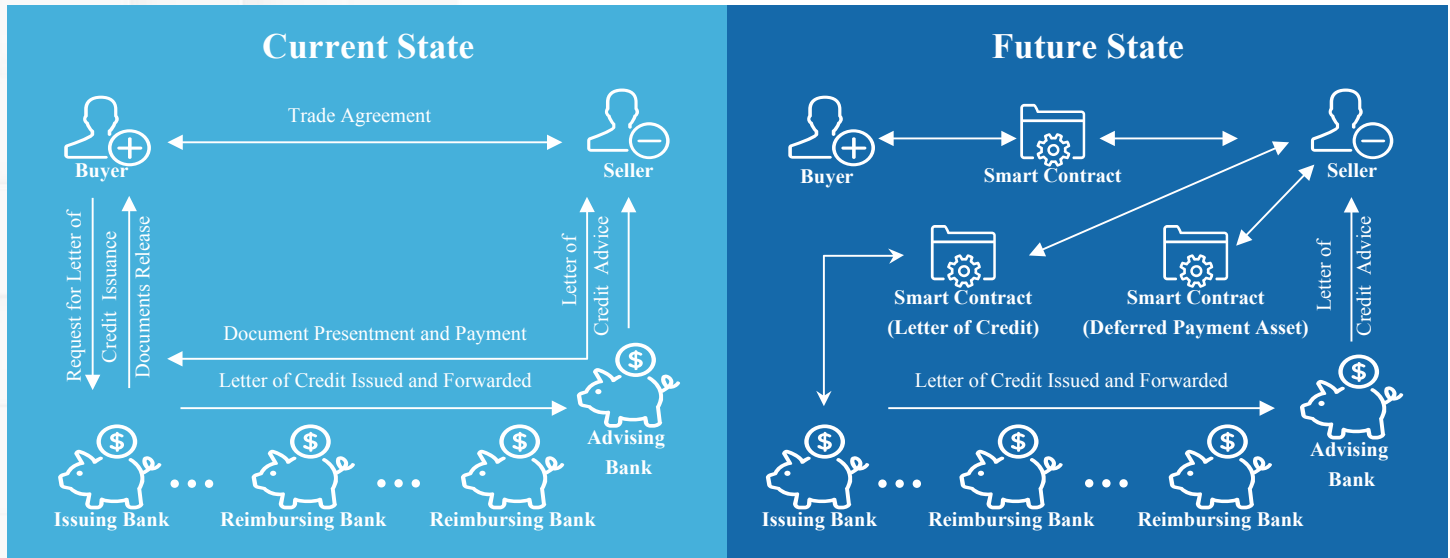 Current State
Trade Agreement
Buyer
Seller
Request for Letter of
Credit Issuance
Documents Release
Letter of
Credit Advice
Document Presentment and Payment
Letter of Credit Issued and Forwarded
$
Advising
Bank
$
$
$
Issuing Bank
Reimbursing Bank
Reimbursing Bank
Future State
Buyer
Smart Contract
Seller
Smart Contract
(Letter of Credit)
Smart Contract
(Deferred Payment Asset)
Letter of
Credit Advice
Letter of Credit Issued and Forwarded
$
Advising
Bank
$
$
$
Issuing Bank
Reimbursing Bank
Reimbursing Bank